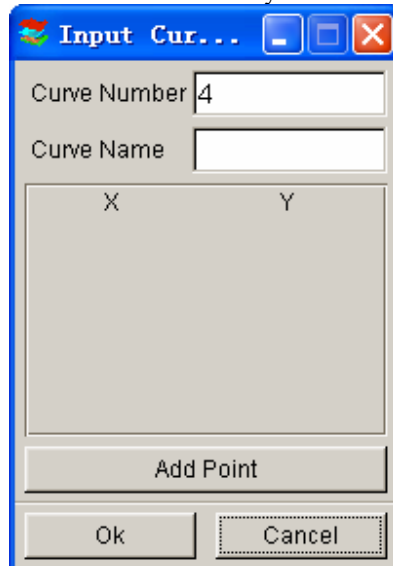 Input Cur...
Curve Number 4
Curve Name
X Y
Add Point
Ok Cancel